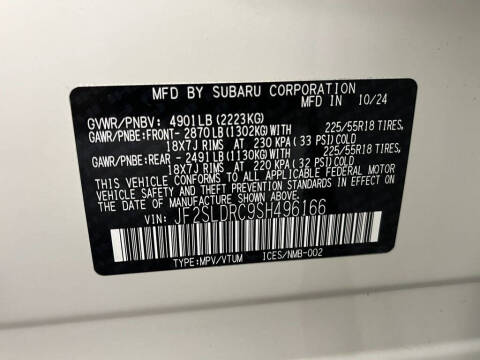 MFD BY SUBARU CORPORATION
MFD IN 10/24
GVWR/PNBV: 4901LB(2223KG)
GAWR/PNBE:FRONT- 2870LB(1302KG)WITH 225/55R18 TIRES,
18X7J RIMS AT 230 KPA(33 PSI)COLD
GAWR/PNBE:REAR - 2491LB(1130KG)WITH 225/55R18 TIRES,
18X7J RIMS AT 220 KPA(32 PSI)COLD
THIS VEHICLE CONFORMS TO ALL APPLICABLE FEDERAL MOTOR
VEHICLE SAFETY AND THEFT PREVENTION STANDARDS IN EFFECT ON
THE DATE OF MANUFACTURE SHOWN ABOVE.
VIN: JF2SLDRC9SH496166
TYPE:MPV/VTUM ICES/NMB-002